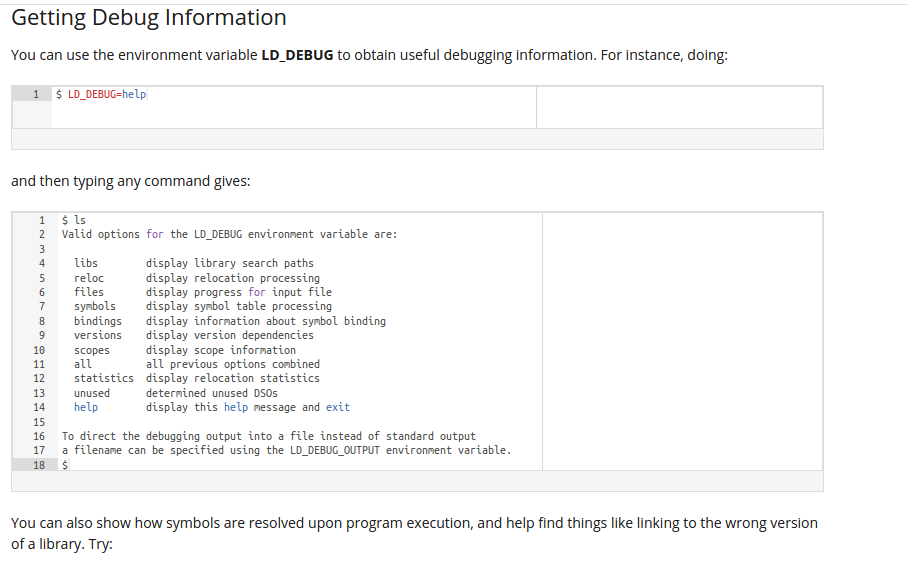 Getting Debug Information
You can use the environment variable LD_DEBUG to obtain useful debugging information. For instance, doing:
1 $ LD_DEBUG=help
and then typing any command gives:
1 $ ls
2 Valid options for the LD_DEBUG environment variable are:
3
4 libs display library search paths
5 reloc display relocation processing
6 files display progress for input file
7 symbols display symbol table processing
8 bindings display information about symbol binding
9 versions display version dependencies
10 scopes display scope information
11 all all previous options combined
12 statistics display relocation statistics
13 unused determined unused DSOs
14 help display this help message and exit
15
16 To direct the debugging output into a file instead of standard output
17 a filename can be specified using the LD_DEBUG_OUTPUT environment variable.
18 $
You can also show how symbols are resolved upon program execution, and help find things like linking to the wrong version
of a library. Try: